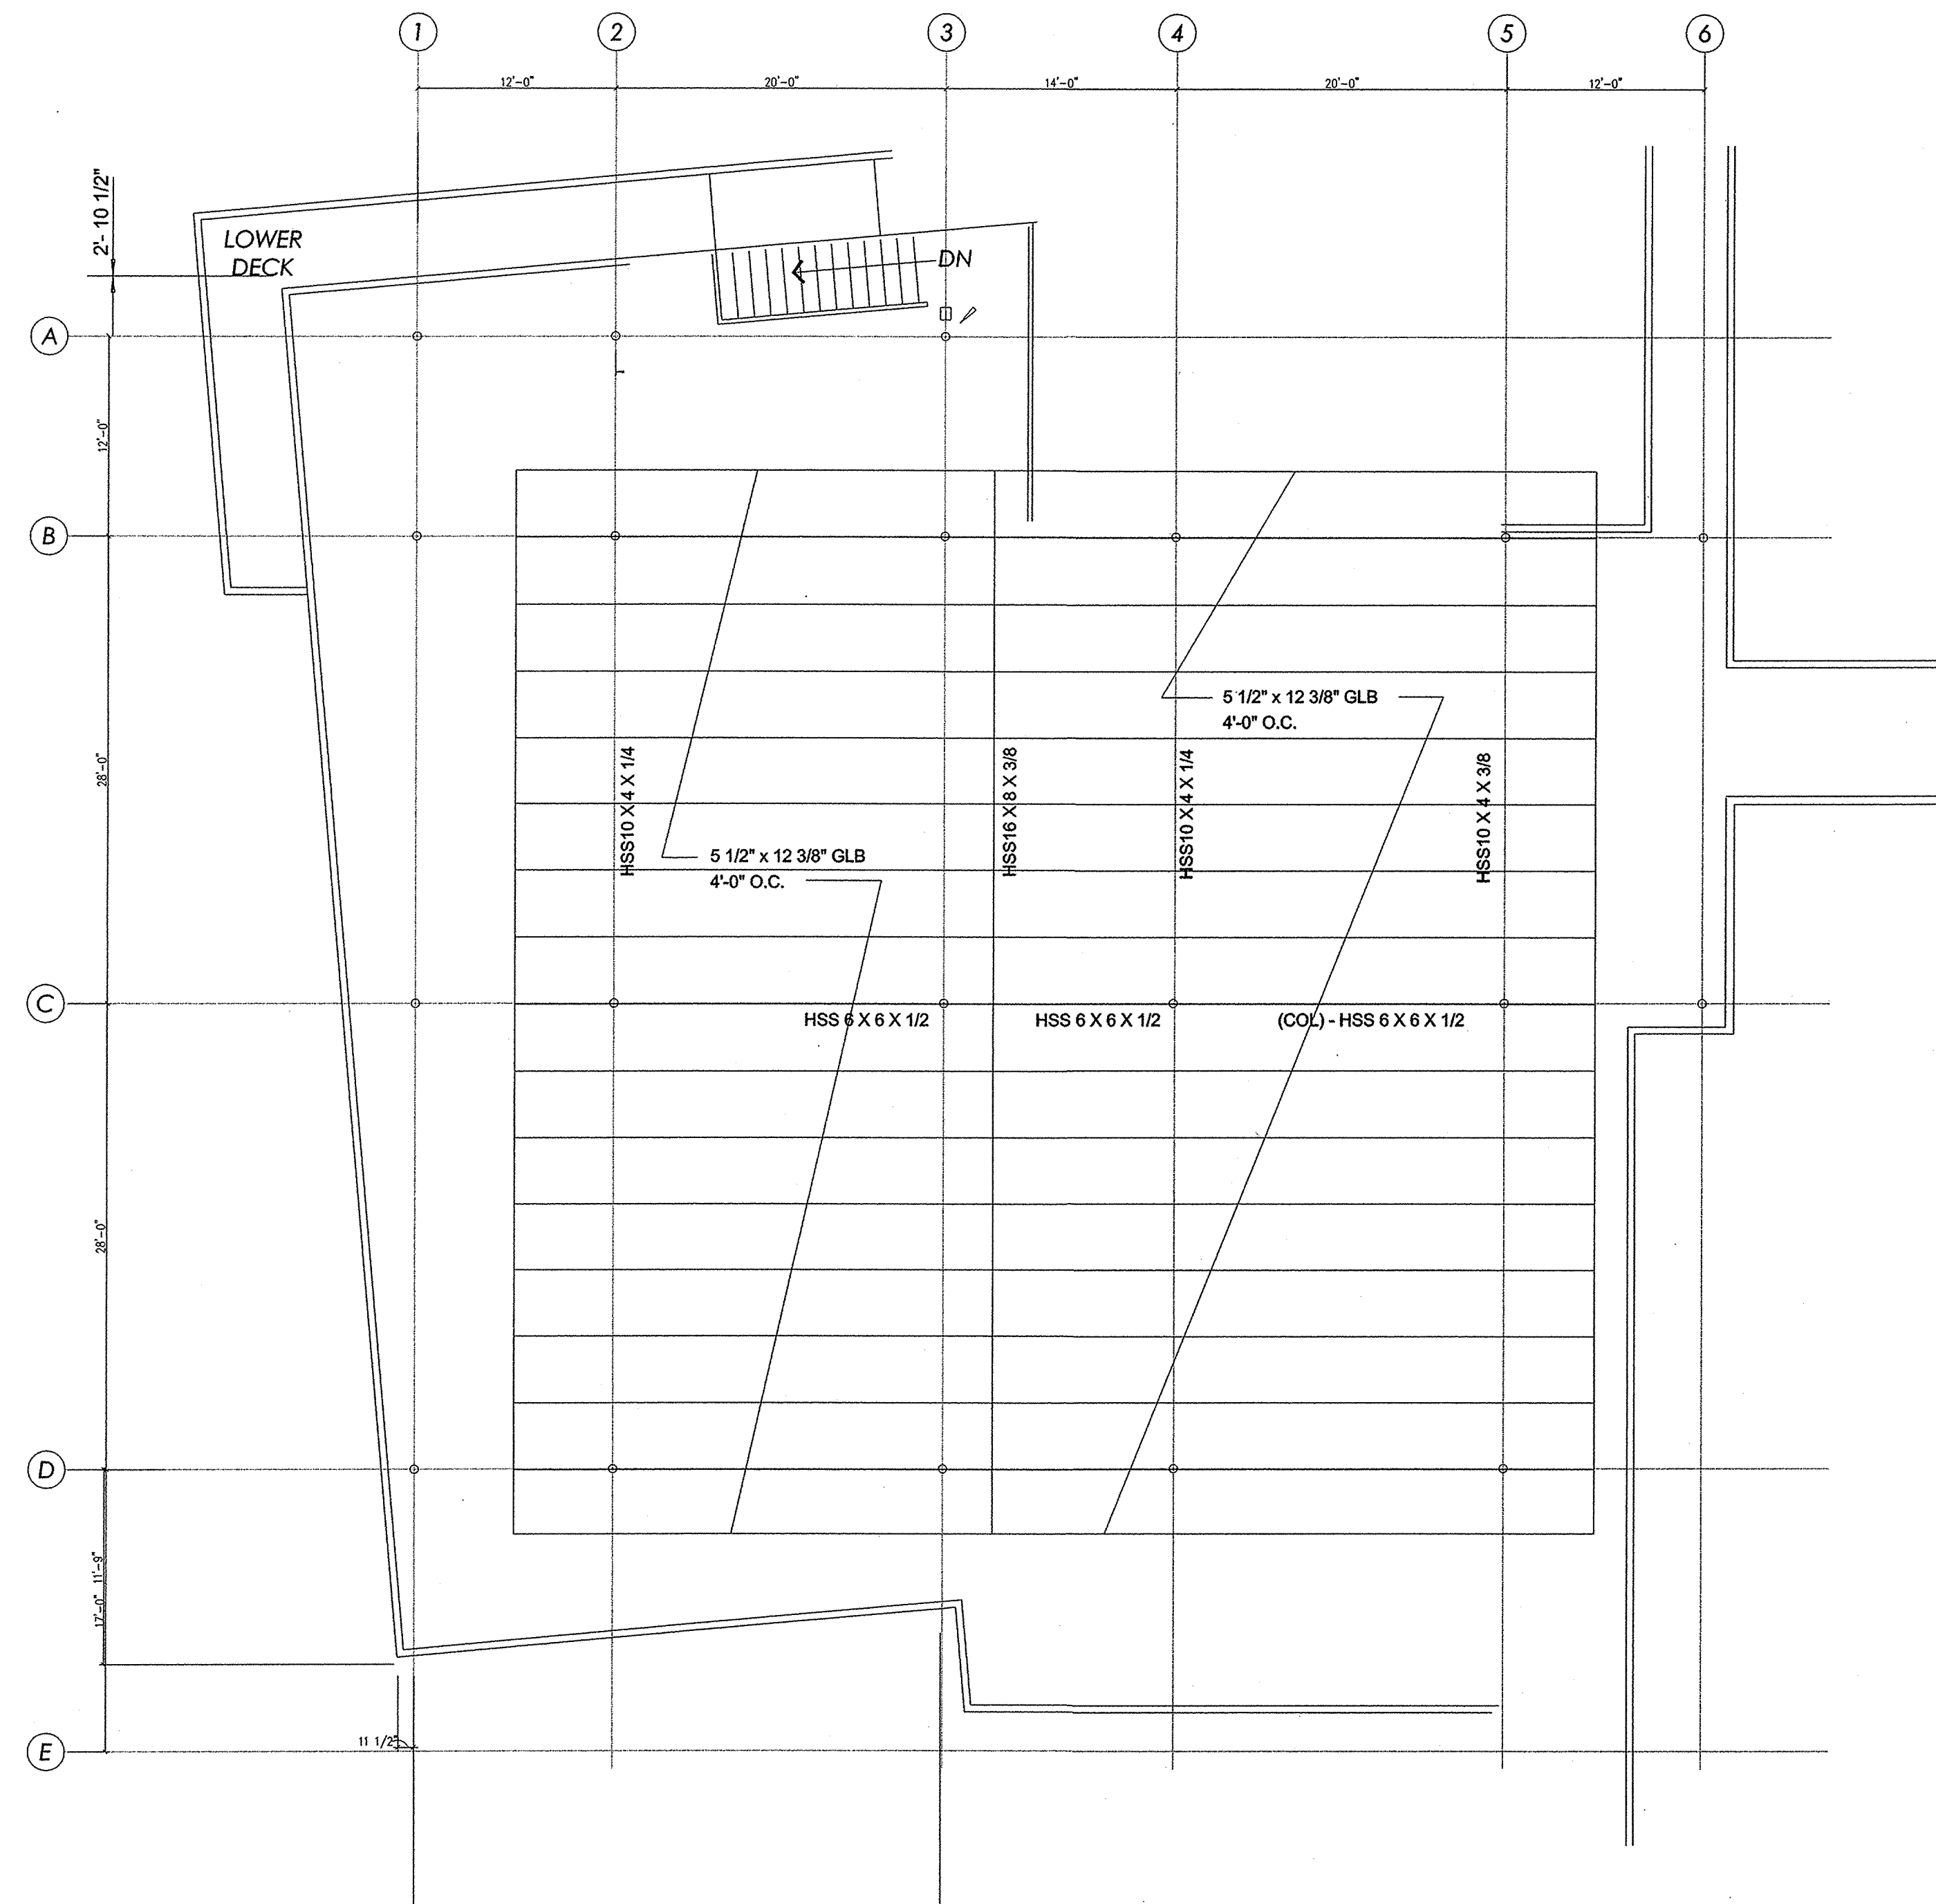 1 2 3 4 5 6
12'-0" 20'-0" 14'-0" 20'-0" 12'-0"
2'- 10 1/2"
LOWER
DECK
DN
A
12'-0"
B
5 1/2" x 12 3/8" GLB
4'-0" O.C.
28'-0"
HSS10 X 4 X 1/4
HSS16 X 8 X 3/8
HSS10 X 4 X 1/4
HSS10 X 4 X 3/8
5 1/2" x 12 3/8" GLB
4'-0" O.C.
C
HSS 6 X 6 X 1/2 HSS 6 X 6 X 1/2 (COL) - HSS 6 X 6 X 1/2
28'-0"
D
11'-9"
17'-0"
11 1/2"
E